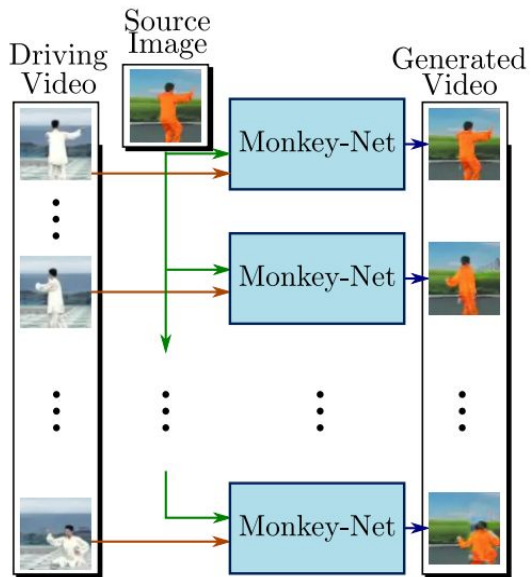 Source
Image
Driving
Video
Generated
Video
Monkey-Net
Monkey-Net
Monkey-Net